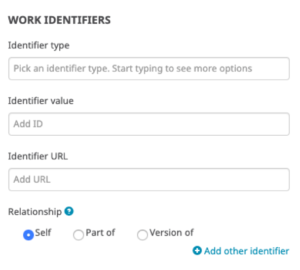 WORK IDENTIFIERS
Identifier type
Pick an identifier type. Start typing to see more options
Identifier value
Add ID
Identifier URL
Add URL
Relationship ?
Self Part of Version of
Add other identifier